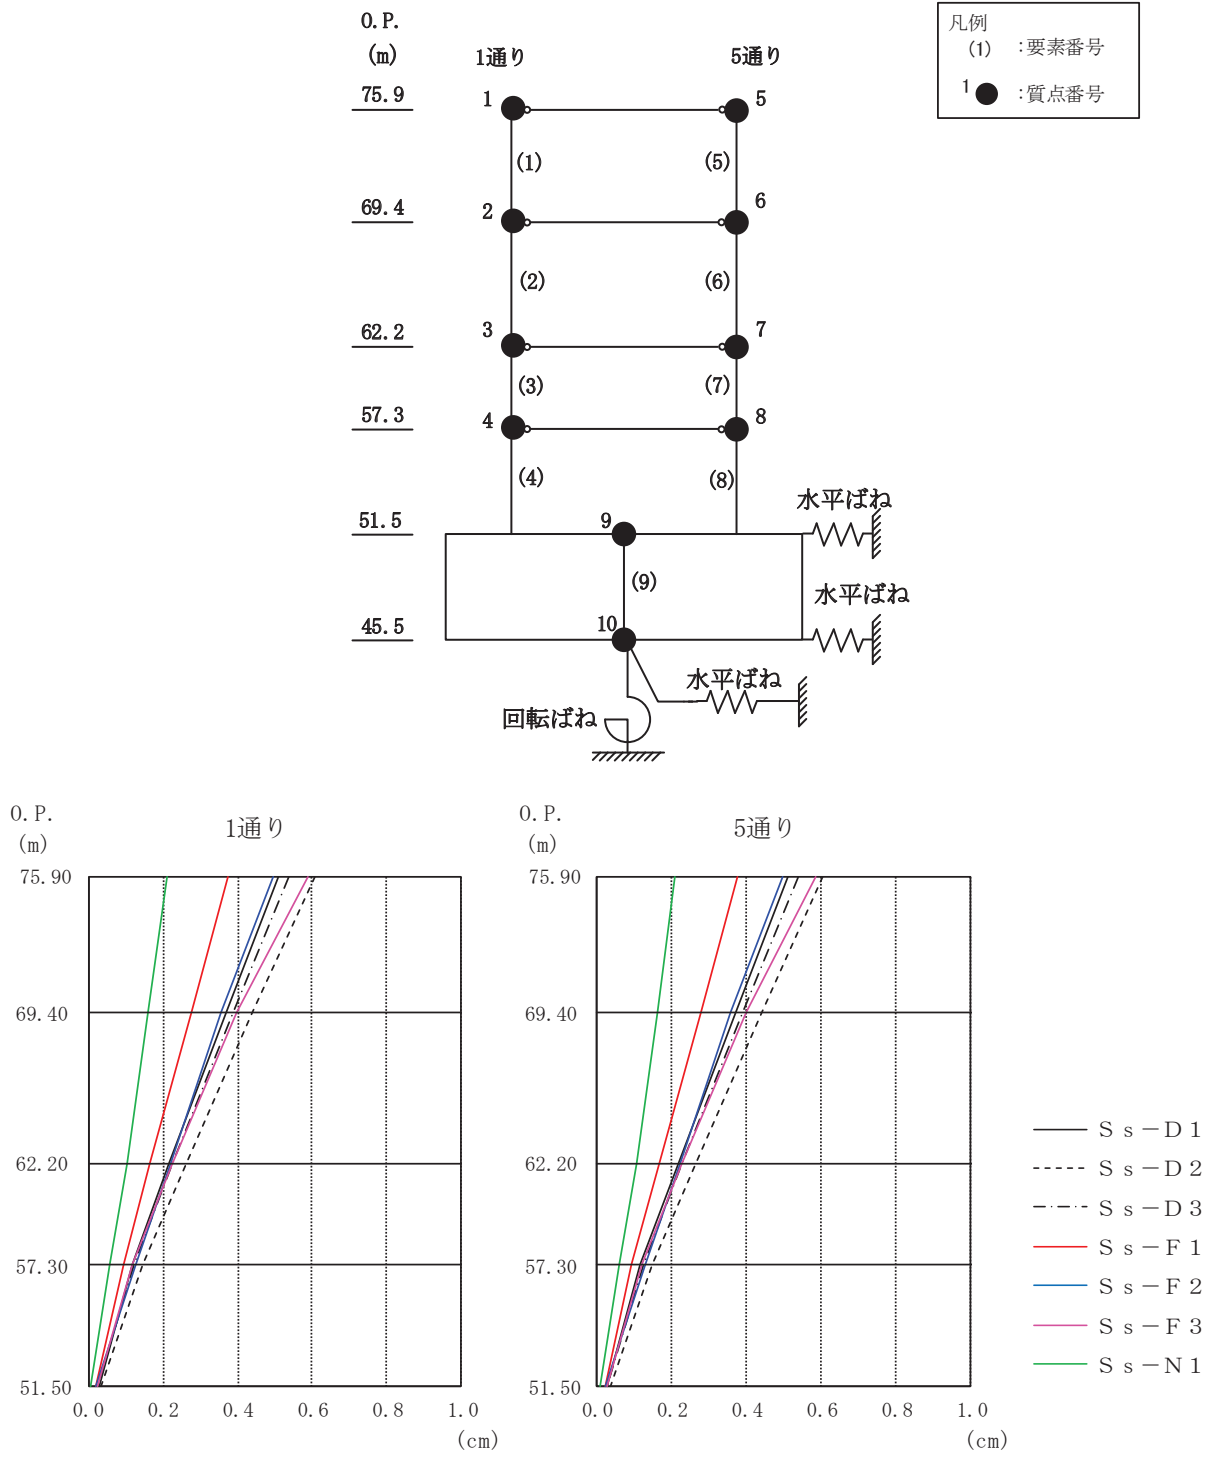 O.P.
(m)
1通り
5通り
凡例
(1) :要素番号
1 :質点番号
75.9
1
5
(1)
(5)
69.4
2
6
(2)
(6)
62.2
3
7
(3)
(7)
57.3
4
8
(4)
(8)
水平ばね
51.5
9
(9)
水平ばね
45.5
10
水平ばね
回転ばね
O.P.
(m)
1通り
75.90
69.40
62.20
57.30
51.50
0.0 0.2 0.4 0.6 0.8 1.0
(cm)
O.P.
(m)
5通り
75.90
69.40
62.20
57.30
51.50
0.0 0.2 0.4 0.6 0.8 1.0
(cm)
Ss-D1
Ss-D2
Ss-D3
Ss-F1
Ss-F2
Ss-F3
Ss-N1